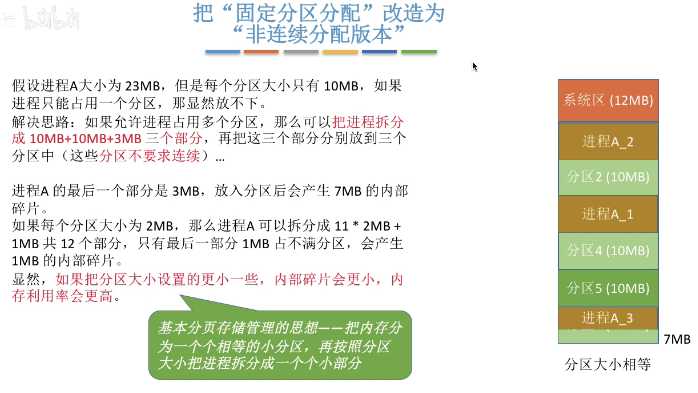 bilibili
把“固定分区分配”改造为
“非连续分配版本”
假设进程A大小为 23MB，但是每个分区大小只有 10MB，如果
进程只能占用一个分区，那显然放不下。
解决思路：如果允许进程占用多个分区，那么可以把进程拆分
成 10MB+10MB+3MB 三个部分，再把这三个部分分别放到三个
分区中（这些分区不要求连续）…
进程A 的最后一个部分是 3MB，放入分区后会产生 7MB 的内部
碎片。
如果每个分区大小为 2MB，那么进程A 可以拆分成 11 * 2MB +
1MB 共 12 个部分，只有最后一部分 1MB 占不满分区，会产生
1MB 的内部碎片。
显然，如果把分区大小设置的更小一些，内部碎片会更小，内
存利用率会更高。
基本分页存储管理的思想——把内存分
为一个个相等的小分区，再按照分区
大小把进程拆分成一个个小部分
系统区 (12MB)
进程A_2
分区2 (10MB)
进程A_1
分区4 (10MB)
分区5 (10MB)
进程A_3
7MB
分区大小相等